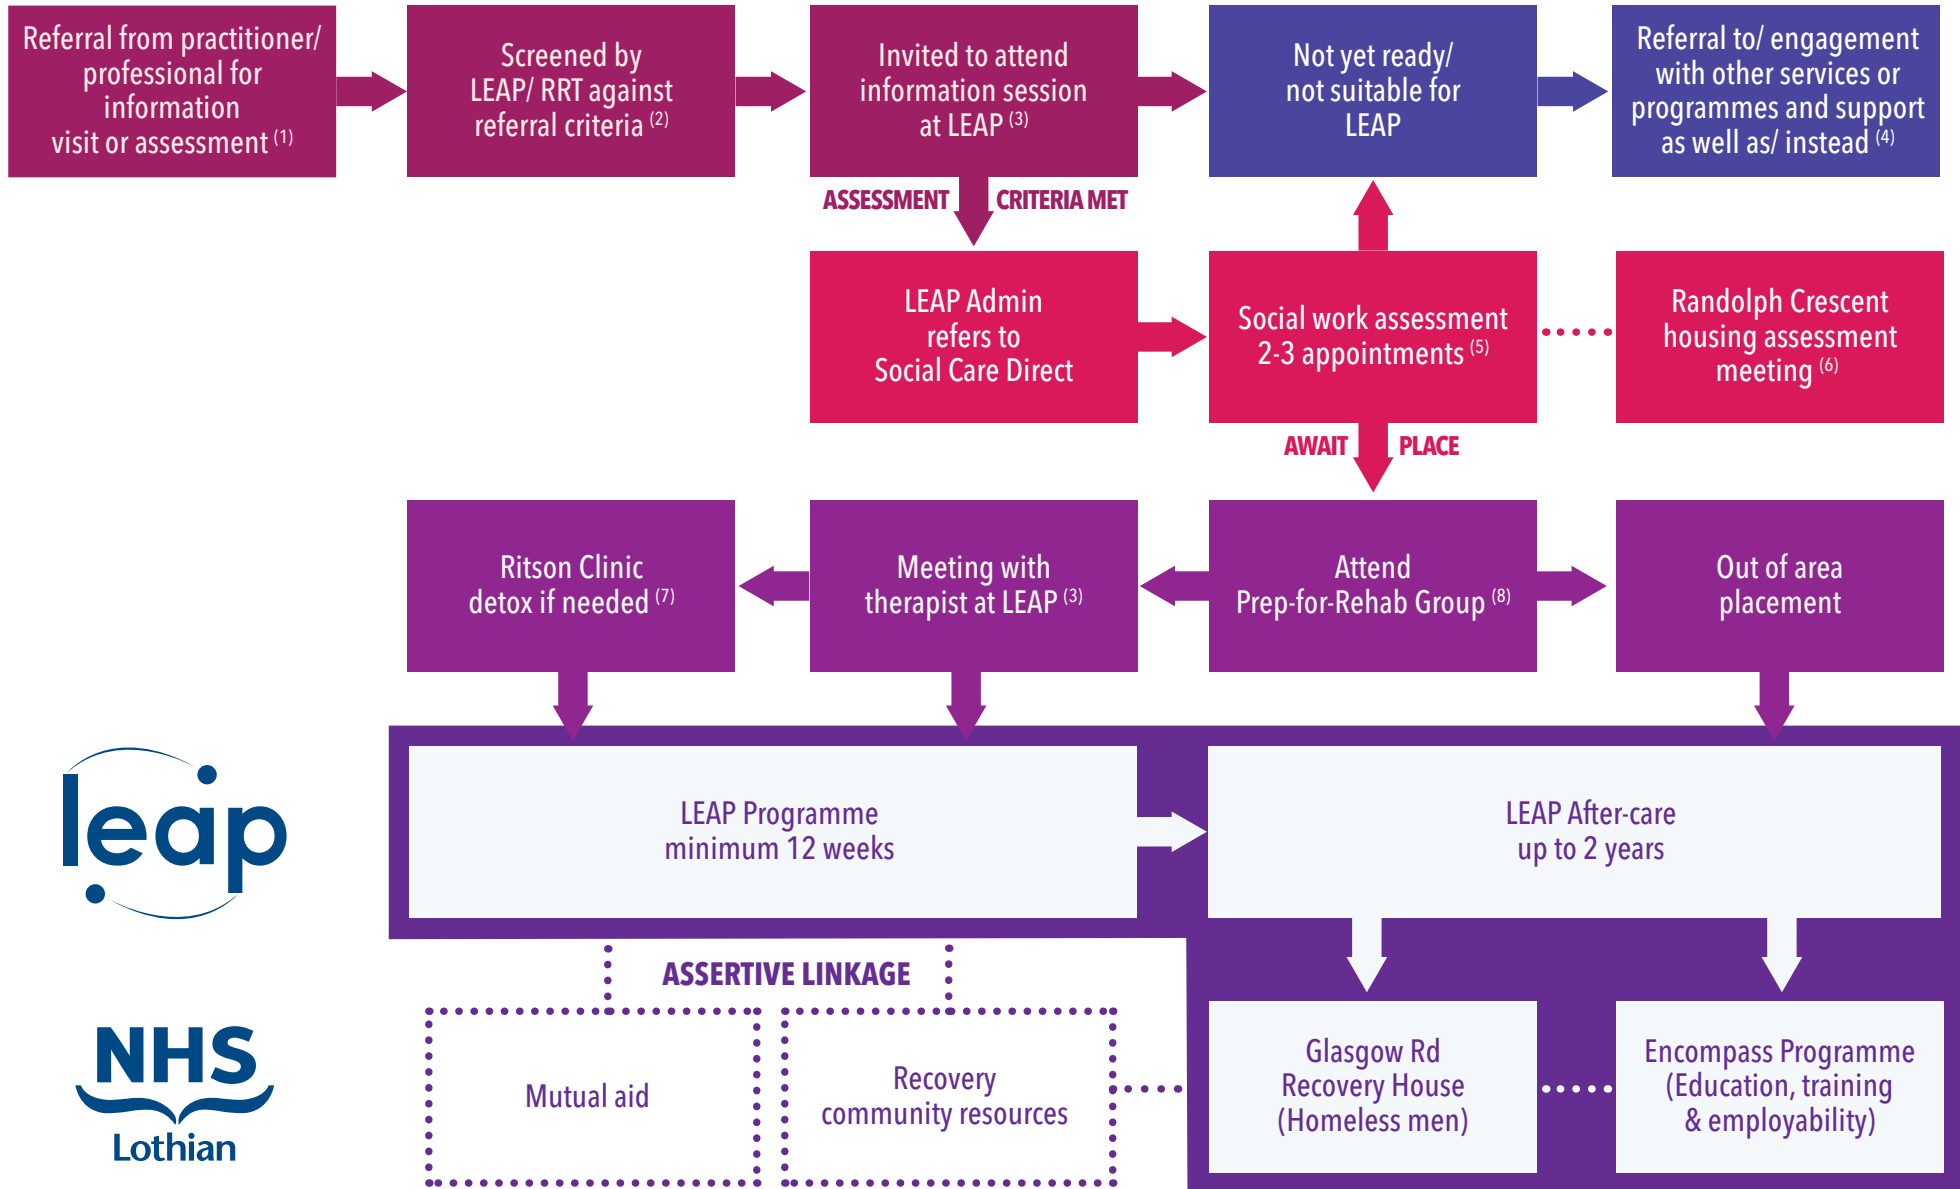 Referral from practitioner/
professional for
information
visit or assessment (1)
Screened by
LEAP/ RRT against
referral criteria (2)
Invited to attend
information session
at LEAP (3)
Not yet ready/
not suitable for
LEAP
Referral to/ engagement
with other services or
programmes and support
as well as/ instead (4)
ASSESSMENT CRITERIA MET
LEAP Admin
refers to
Social Care Direct
Social work assessment
2-3 appointments (5)
Randolph Crescent
housing assessment
meeting (6)
AWAIT PLACE
Ritson Clinic
detox if needed (7)
Meeting with
therapist at LEAP (3)
Attend
Prep-for-Rehab Group (8)
Out of area
placement
leap
LEAP Programme
minimum 12 weeks
LEAP After-care
up to 2 years
ASSERTIVE LINKAGE
NHS
Lothian
Mutual aid
Recovery
community resources
Glasgow Rd
Recovery House
(Homeless men)
Encompass Programme
(Education, training
& employability)